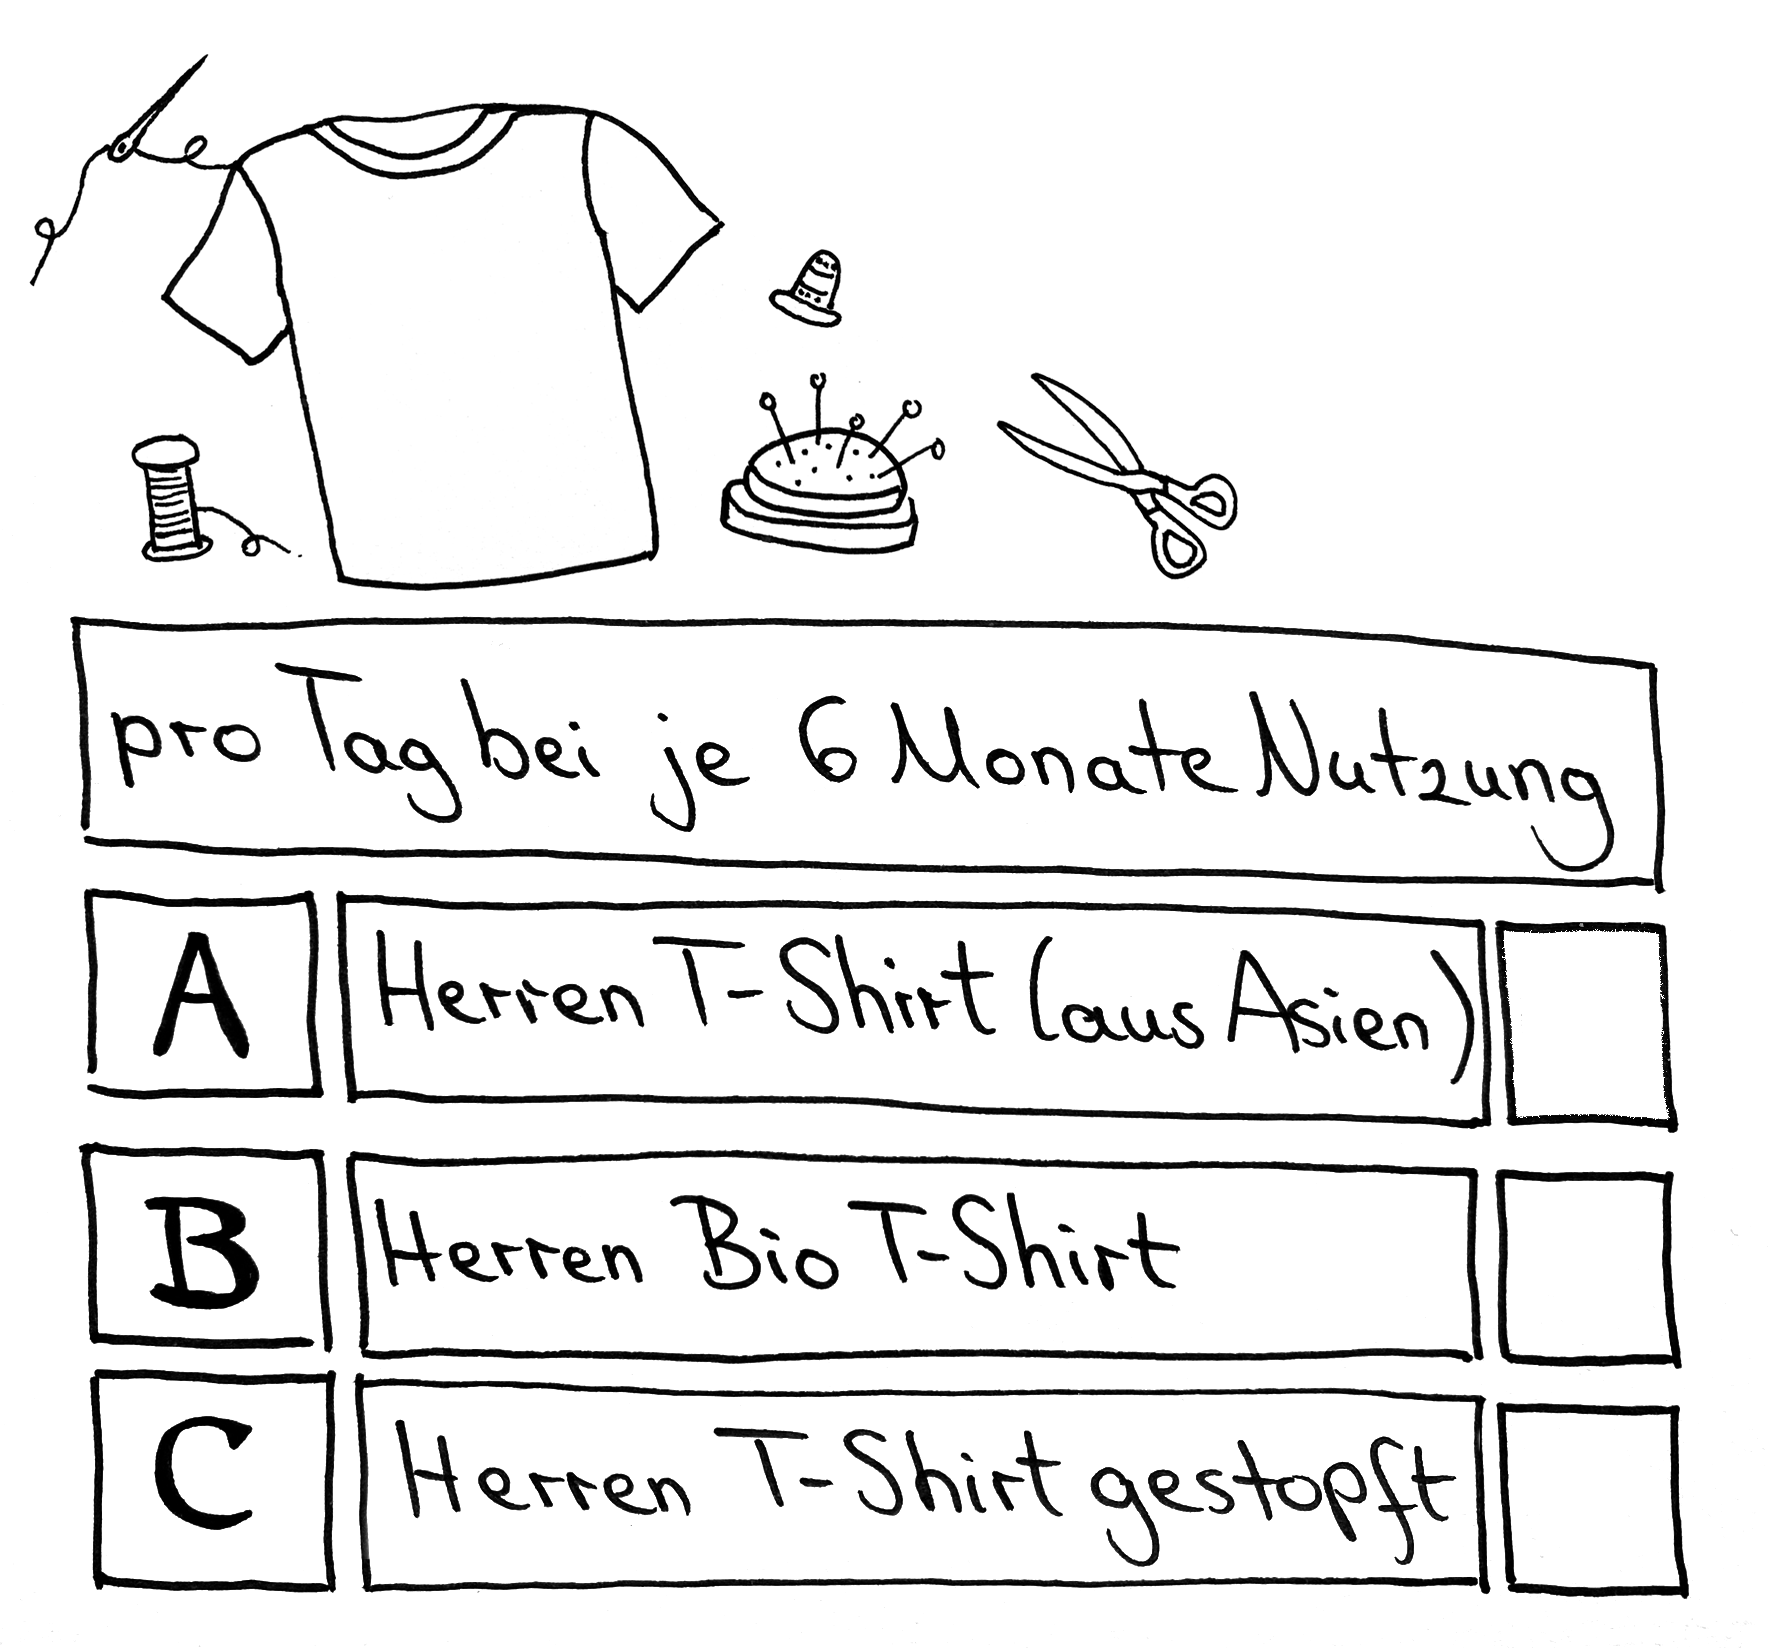 pro Tag bei je 6 Monate Nutzung
A
Herren T-Shirt (aus Asien)
B
Herren Bio T-Shirt
C
Herren T-Shirt gestopft